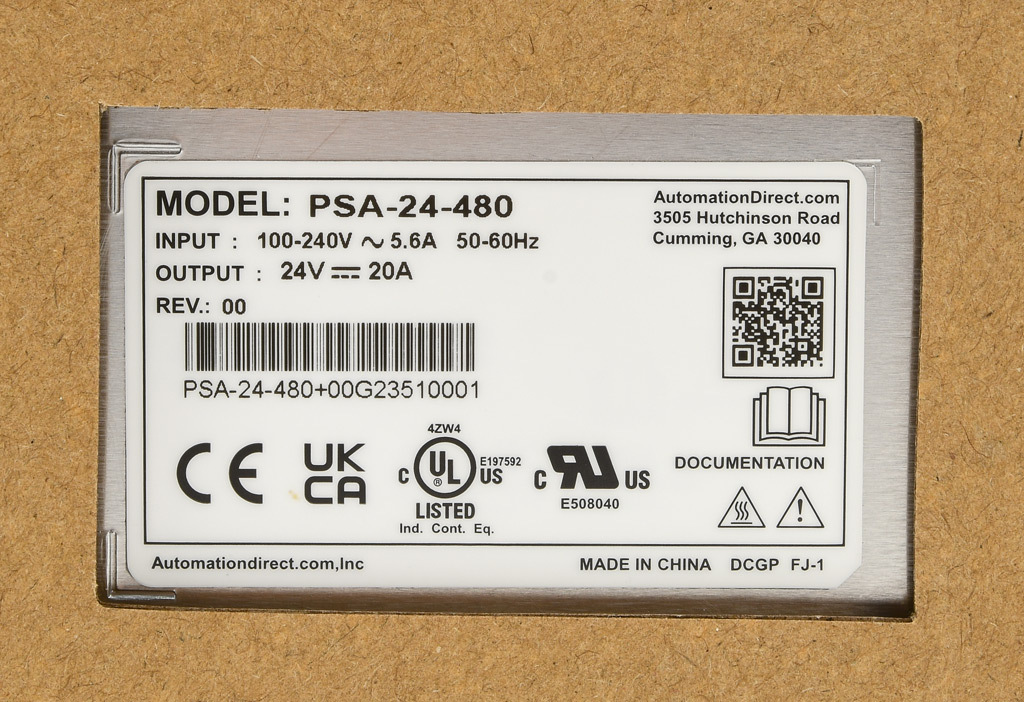 MODEL: PSA-24-480
INPUT : 100-240V ~ 5.6A 50-60Hz
OUTPUT : 24V ⎓ 20A
REV.: 00
PSA-24-480+00G23510001
AutomationDirect.com
3505 Hutchinson Road
Cumming, GA 30040
DOCUMENTATION
CE
UK
CA
4ZW4
C UL ® US E197592
LISTED
Ind. Cont. Eq.
C RU US
E508040
Automationdirect.com,Inc
MADE IN CHINA DCGP FJ-1